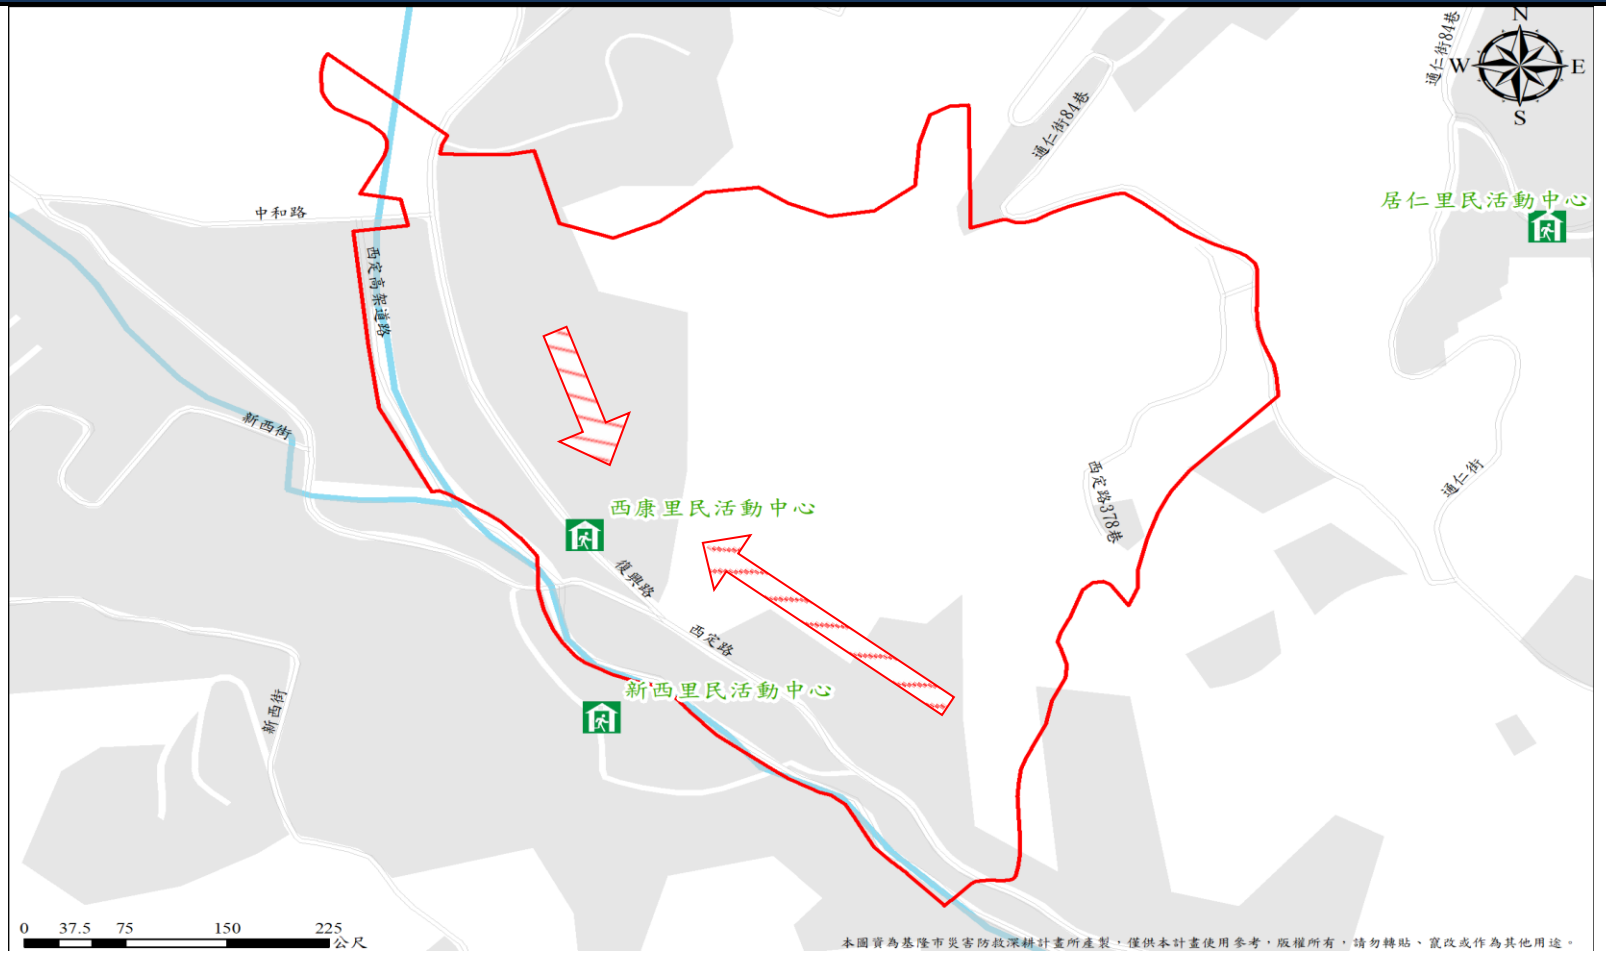 N
W
E
S
通仁街84巷
通仁街84巷
居仁里民活動中心
中和路
西定高架道路
新西街
通仁街
西定路378巷
西康里民活動中心
復興路
西定路
新西里民活動中心
新西街
0 37.5 75 150 225
公尺
本圖資為基隆市災害防救深耕計畫所產製，僅供本計畫使用參考，版權所有，請勿轉貼、竄改或作為其他用途。